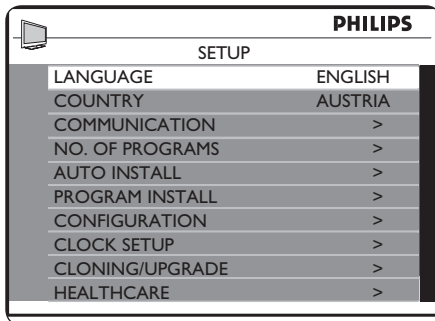 PHILIPS
SETUP
LANGUAGE ENGLISH
COUNTRY AUSTRIA
COMMUNICATION >
NO. OF PROGRAMS >
AUTO INSTALL >
PROGRAM INSTALL >
CONFIGURATION >
CLOCK SETUP >
CLONING/UPGRADE >
HEALTHCARE >